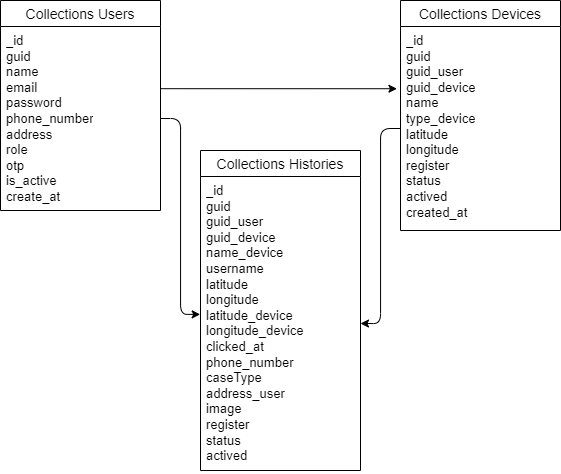 Collections Users
_id
guid
name
email
password
phone_number
address
role
otp
is_active
create_at
Collections Devices
_id
guid
guid_user
guid_device
name
type_device
latitude
longitude
register
status
actived
created_at
Collections Histories
_id
guid
guid_user
guid_device
name_device
username
latitude
longitude
latitude_device
longitude_device
clicked_at
phone_number
caseType
address_user
image
register
status
actived